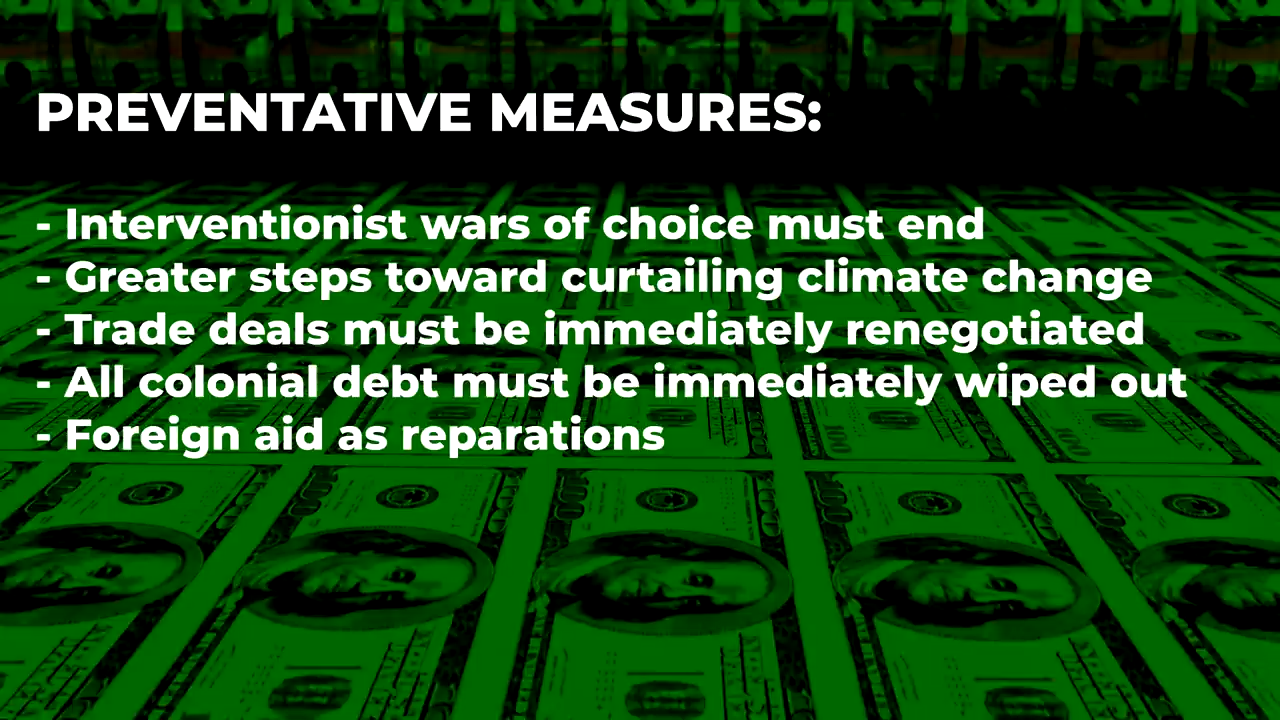 PREVENTATIVE MEASURES:
- Interventionist wars of choice must end
- Greater steps toward curtailing climate change
- Trade deals must be immediately renegotiated
- All colonial debt must be immediately wiped out
- Foreign aid as reparations